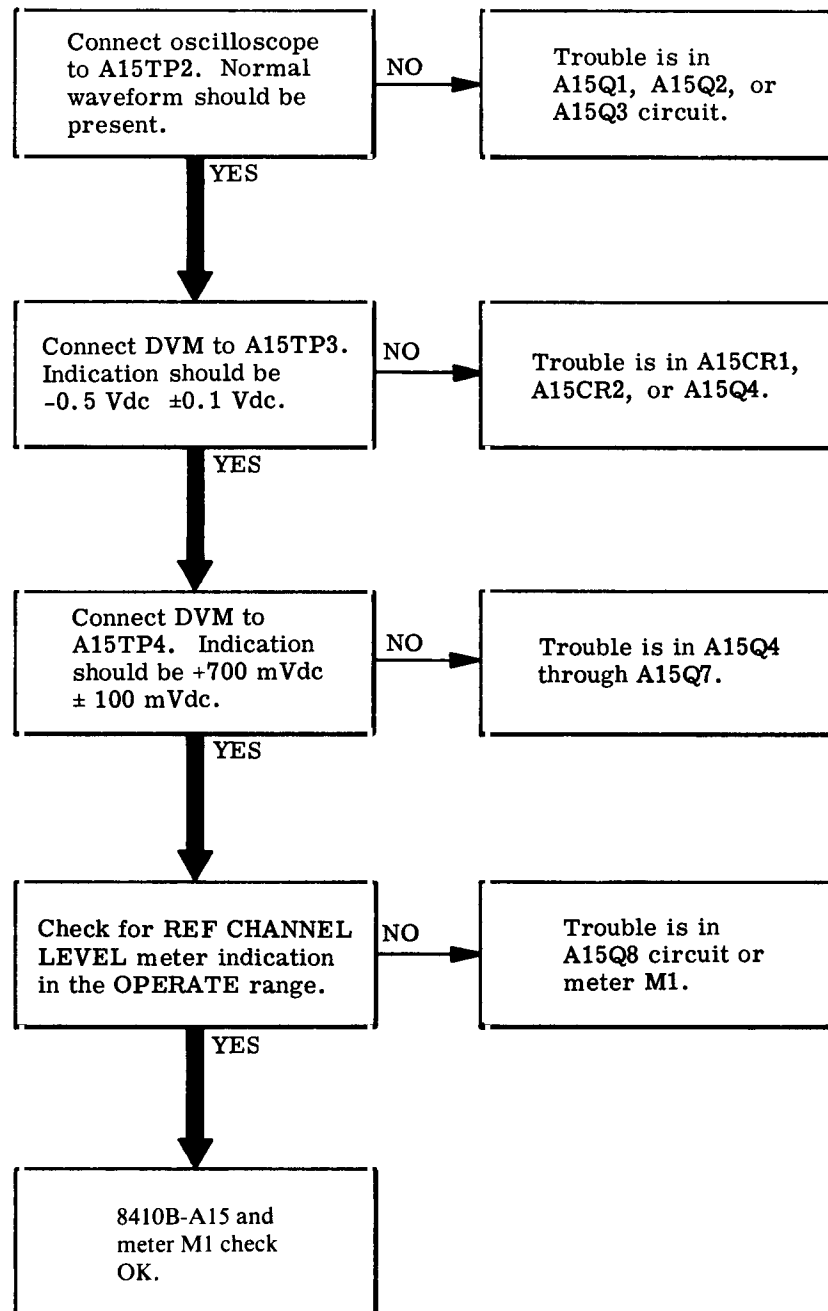 Connect oscilloscope
to A15TP2. Normal
waveform should be
present.
NO
Trouble is in
A15Q1, A15Q2, or
A15Q3 circuit.
YES
Connect DVM to A15TP3.
Indication should be
-0.5 Vdc ±0.1 Vdc.
NO
Trouble is in A15CR1,
A15CR2, or A15Q4.
YES
Connect DVM to
A15TP4. Indication
should be +700 mVdc
± 100 mVdc.
NO
Trouble is in A15Q4
through A15Q7.
YES
Check for REF CHANNEL
LEVEL meter indication
in the OPERATE range.
NO
Trouble is in
A15Q8 circuit or
meter M1.
YES
8410B-A15 and
meter M1 check
OK.